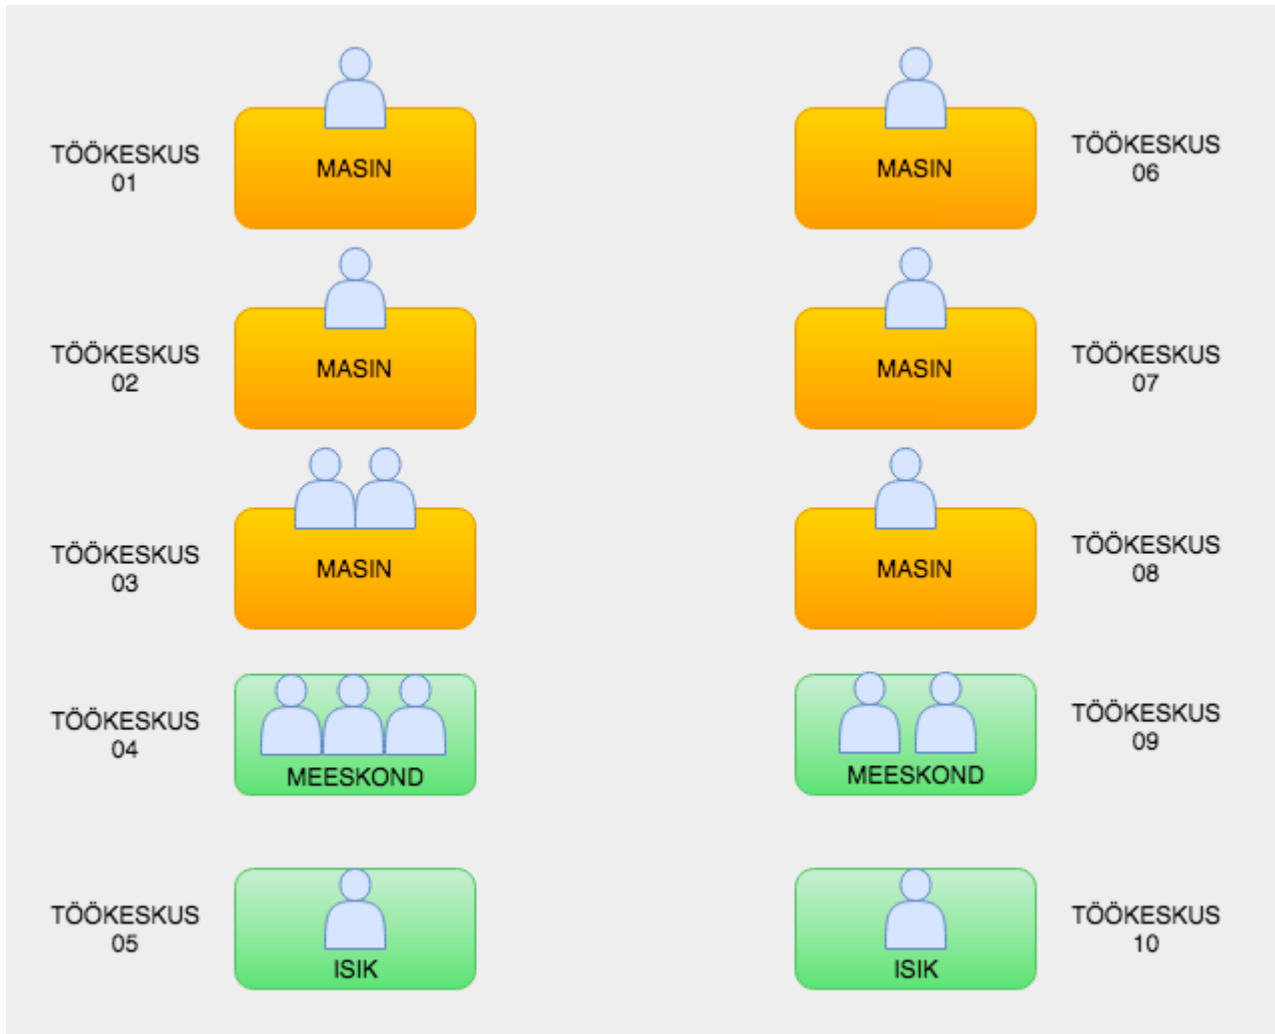 TÖÖKESKUS
01
MASIN
MASIN
TÖÖKESKUS
06
TÖÖKESKUS
02
MASIN
MASIN
TÖÖKESKUS
07
TÖÖKESKUS
03
MASIN
MASIN
TÖÖKESKUS
08
TÖÖKESKUS
04
MEESKOND
MEESKOND
TÖÖKESKUS
09
TÖÖKESKUS
05
ISIK
ISIK
TÖÖKESKUS
10